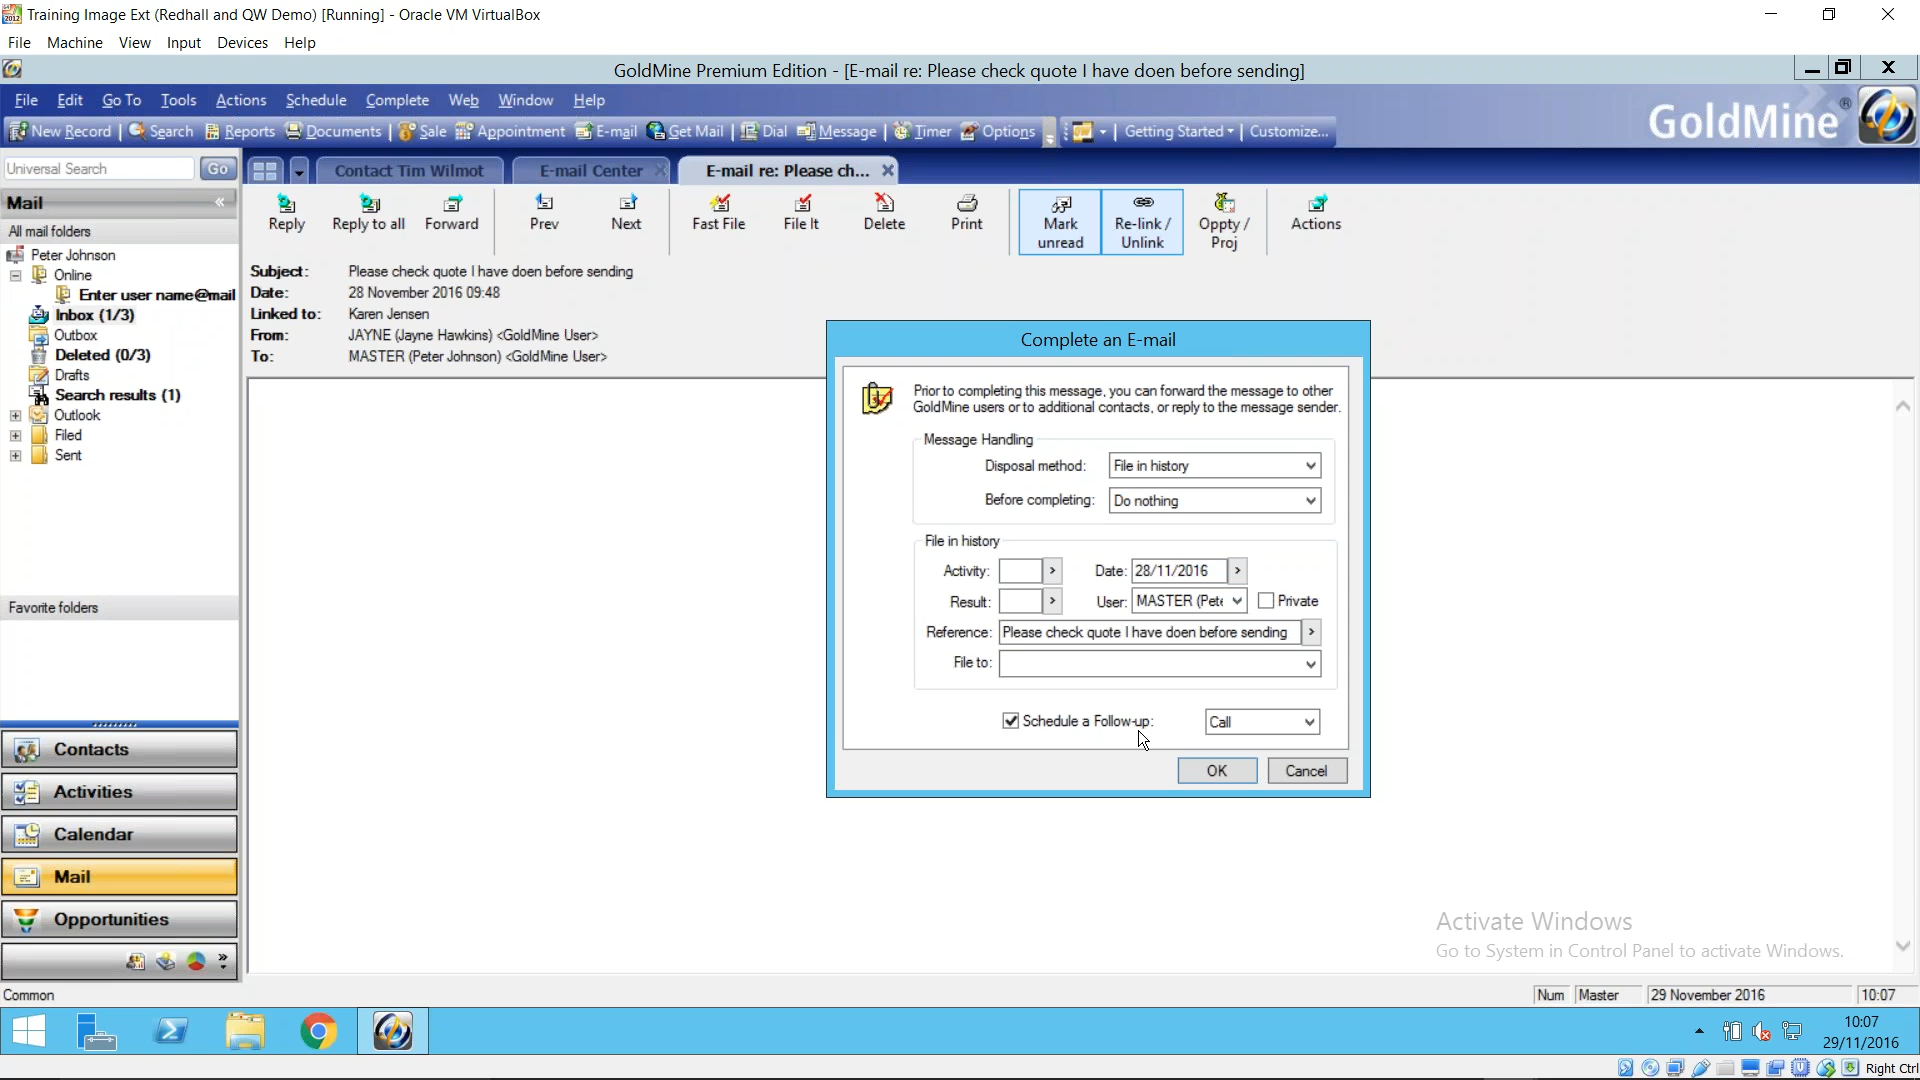 Training Image Ext (Redhall and QW Demo) [Running] - Oracle VM VirtualBox
File Machine View Input Devices Help
GoldMine Premium Edition - [E-mail re: Please check quote I have doen before sending]
File Edit Go To Tools Actions Schedule Complete Web Window Help
New Record Search Reports Documents Sale Appointment E-mail Get Mail Dial Message Timer Options Getting Started Customize...
GoldMine ®
Universal Search Go
Contact Tim Wilmot E-mail Center E-mail re: Please ch...
Mail
All mail folders
Peter Johnson
Online
Enter user name@mail
Inbox (1/3)
Outbox
Deleted (0/3)
Drafts
Search results (1)
Outlook
Filed
Sent
Favorite folders
Contacts
Activities
Calendar
Mail
Opportunities
Reply Reply to all Forward Prev Next Fast File File It Delete Print Mark unread Re-link / Unlink Oppty / Proj Actions
Subject: Please check quote I have doen before sending
Date: 28 November 2016 09:48
Linked to: Karen Jensen
From: JAYNE (Jayne Hawkins) <GoldMine User>
To: MASTER (Peter Johnson) <GoldMine User>
Complete an E-mail
Prior to completing this message, you can forward the message to other
GoldMine users or to additional contacts, or reply to the message sender.
Message Handling
Disposal method: File in history
Before completing: Do nothing
File in history
Activity: Date: 28/11/2016
Result: User: MASTER (Pete Private
Reference: Please check quote I have doen before sending
File to:
Schedule a Follow-up: Call
OK Cancel
Activate Windows
Go to System in Control Panel to activate Windows.
Common Num Master 29 November 2016 10:07
10:07
29/11/2016
Right Ctrl